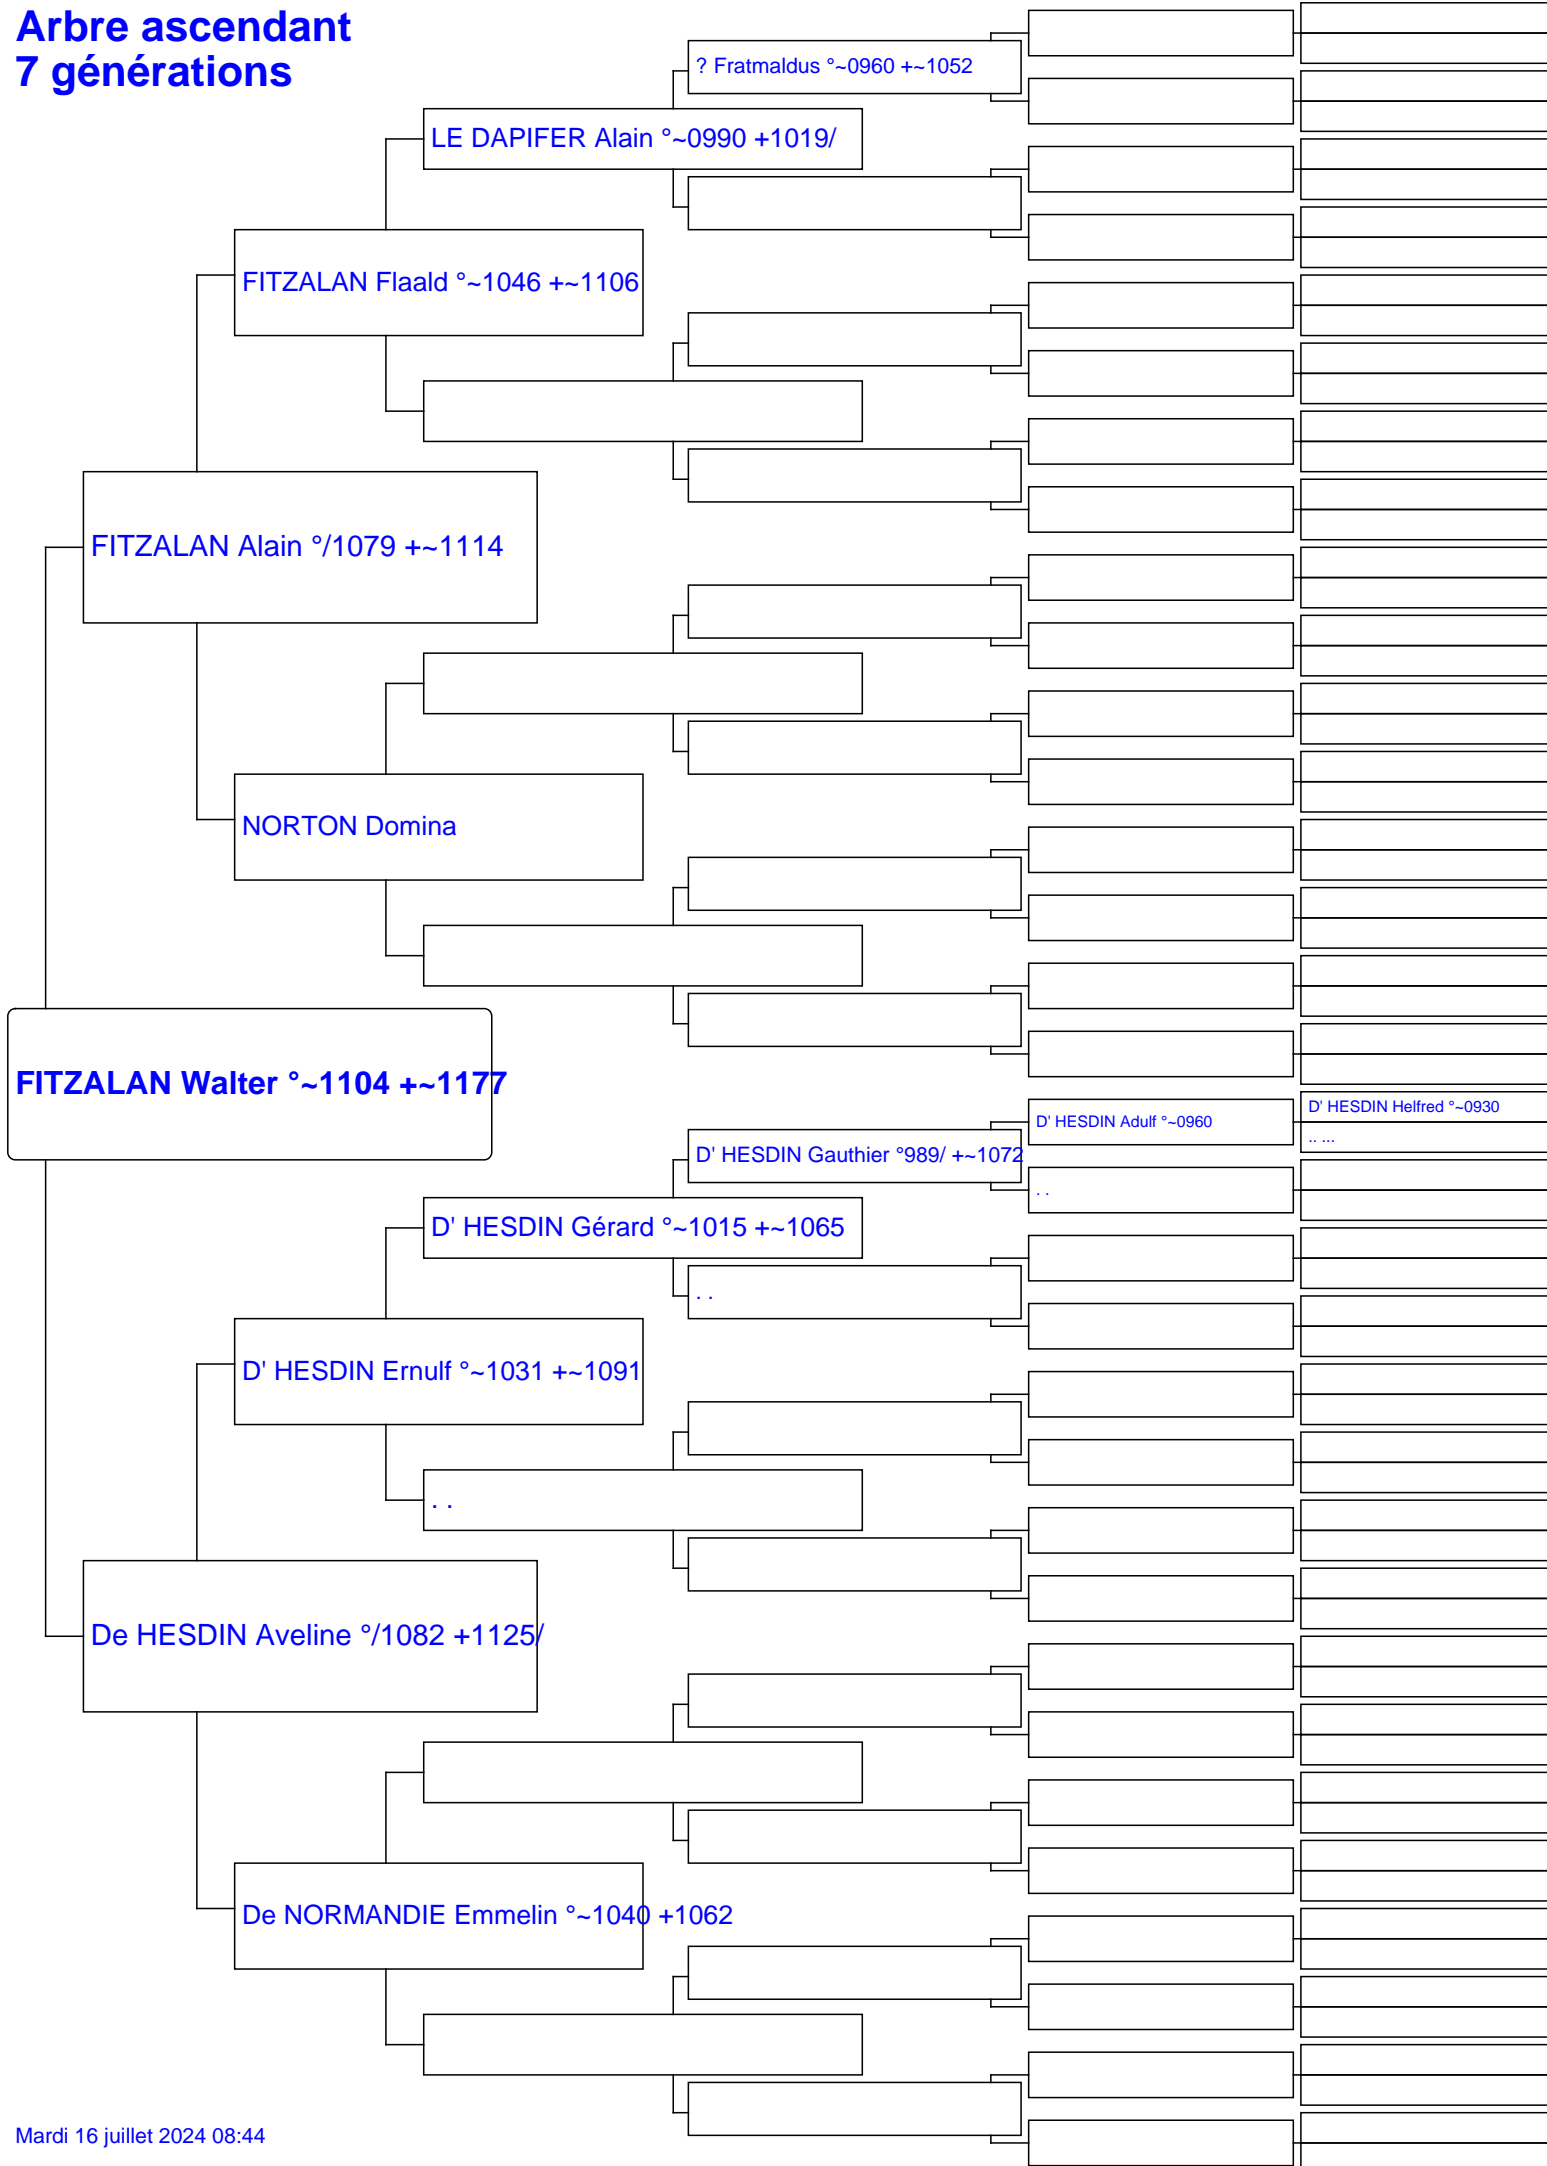 Arbre ascendant
7 générations
? Fratmaldus °~0960 +~1052
LE DAPIFER Alain °~0990 +1019/
FITZALAN Flaald °~1046 +~1106
FITZALAN Alain °/1079 +~1114
NORTON Domina
FITZALAN Walter °~1104 +~1177
D' HESDIN Helfred °~0930
D' HESDIN Adulf °~0960
.. ...
D' HESDIN Gauthier °989/ +~1072
. .
D' HESDIN Gérard °~1015 +~1065
. .
D' HESDIN Ernulf °~1031 +~1091
. .
De HESDIN Aveline °/1082 +1125/
De NORMANDIE Emmelin °~1040 +1062
Mardi 16 juillet 2024 08:44